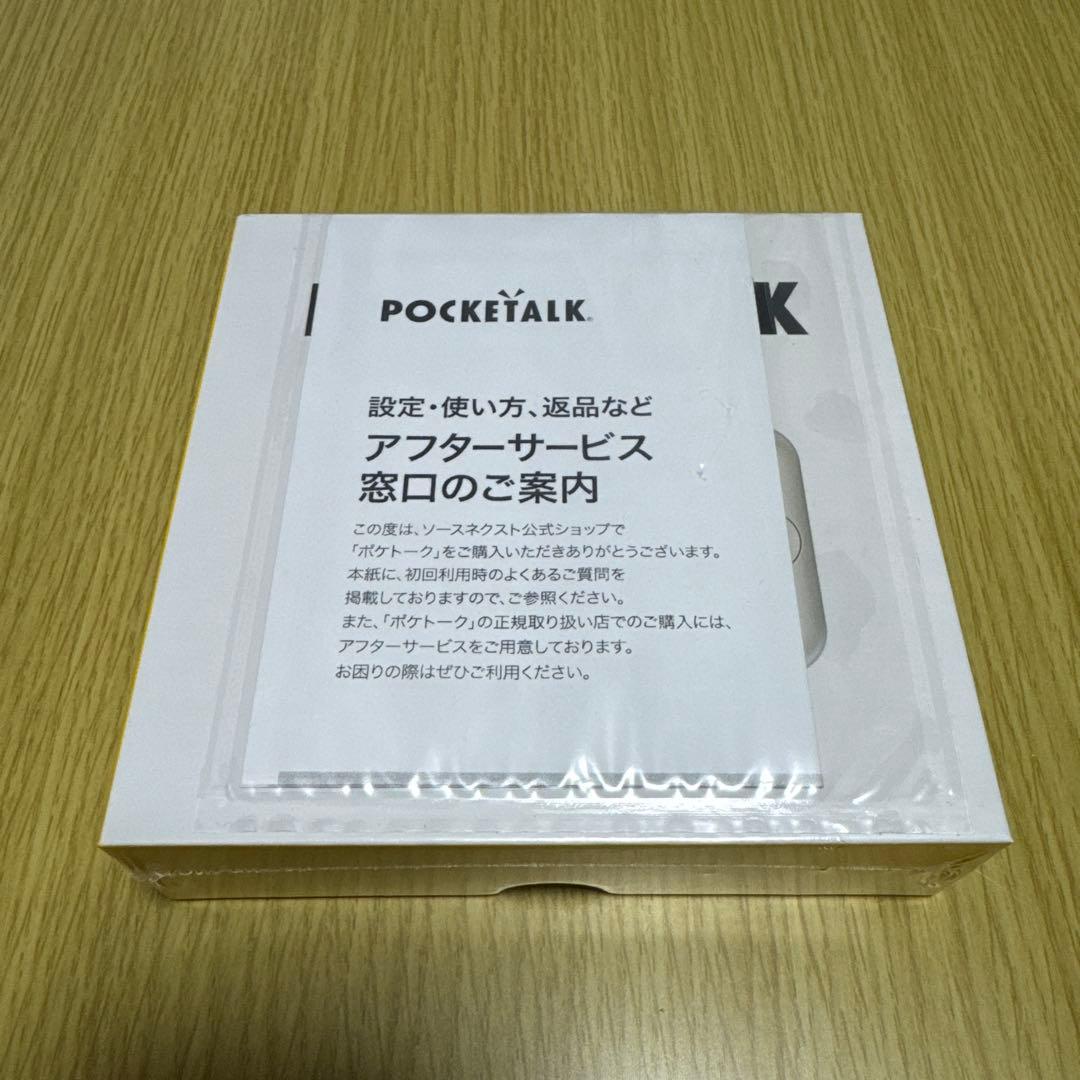 POCKETALK®
K
設定・使い方、返品など
アフターサービス
窓口のご案内
この度は、ソースネクスト公式ショップで
「ポケトーク」をご購入いただきありがとうございます。
本紙に、初回利用時のよくあるご質問を
掲載しておりますので、ご参照ください。
また、「ポケトーク」の正規取り扱い店でのご購入には、
アフターサービスをご用意しております。
お困りの際はぜひご利用ください。